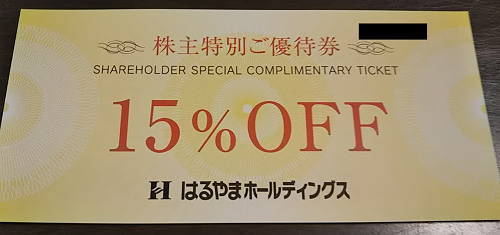 株主特別ご優待券
SHAREHOLDER SPECIAL COMPLIMENTARY TICKET
15%OFF
はるやまホールディングス